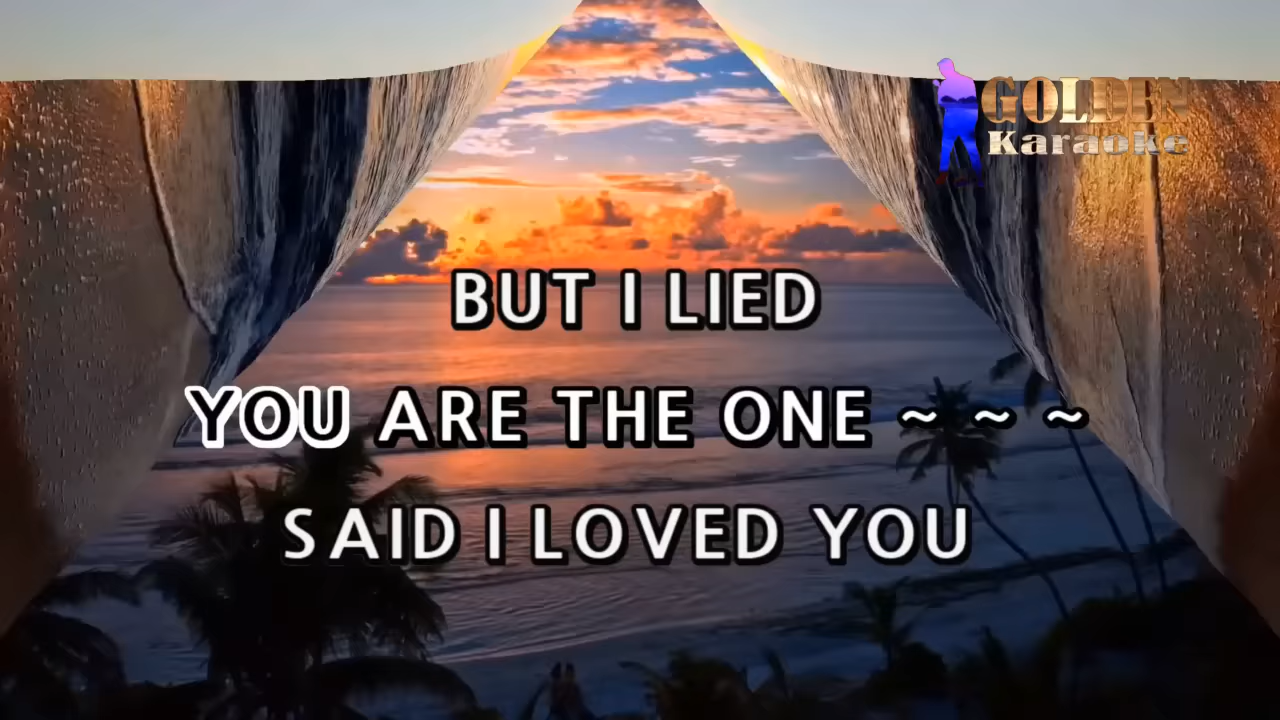 GOLDEN
Karaoke
BUT I LIED
YOU ARE THE ONE ~ ~ ~
SAID I LOVED YOU